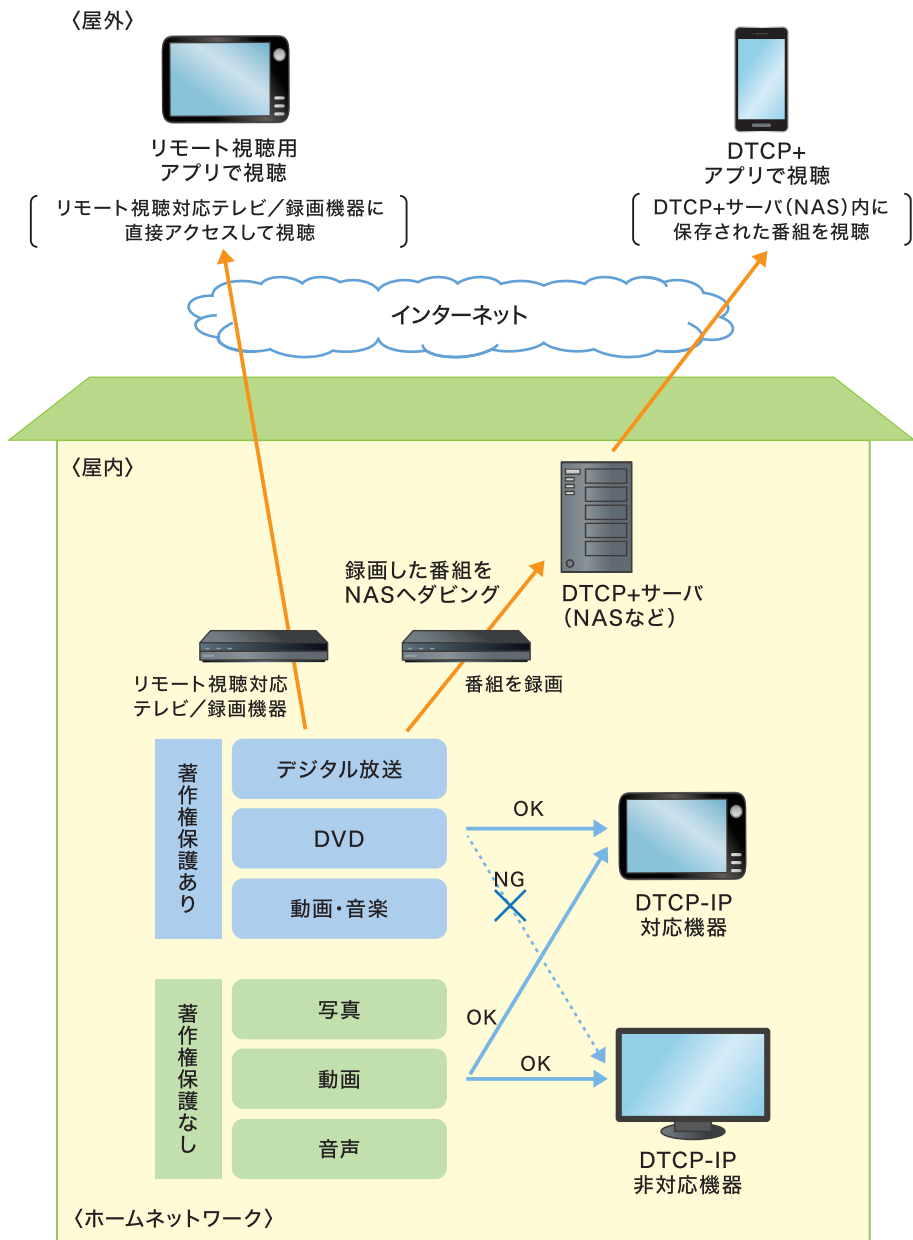 〈屋外〉
リモート視聴用
アプリで視聴
リモート視聴対応テレビ／録画機器に
直接アクセスして視聴
DTCP+
アプリで視聴
DTCP+サーバ（NAS）内に
保存された番組を視聴
インターネット
〈屋内〉
録画した番組を
NASへダビング
DTCP+サーバ
（NASなど）
リモート視聴対応
テレビ／録画機器
番組を録画
著作権保護あり
デジタル放送
DVD
動画・音楽
OK
NG
DTCP-IP
対応機器
著作権保護なし
写真
動画
音声
OK
OK
DTCP-IP
非対応機器
〈ホームネットワーク〉